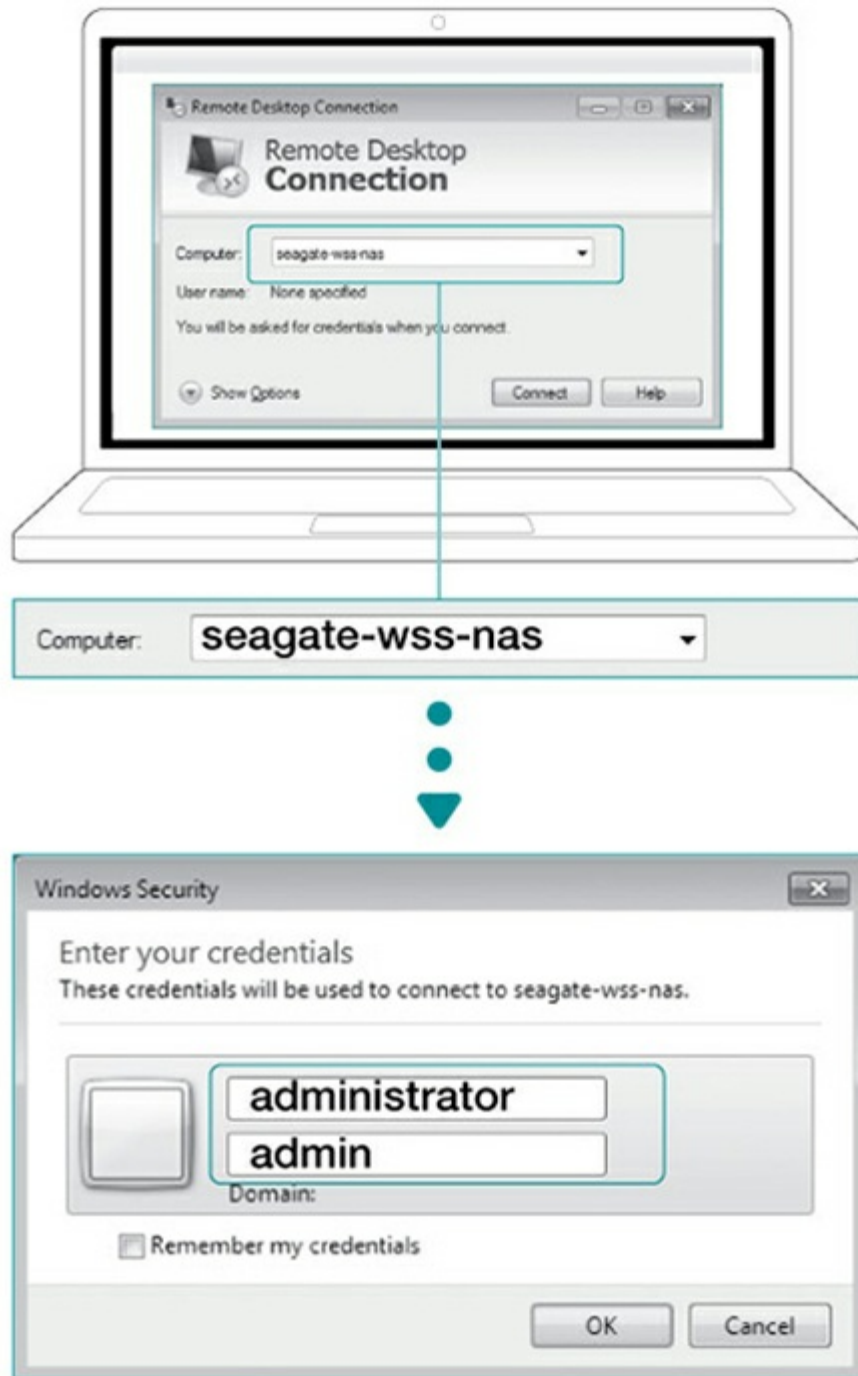 Remote Desktop Connection
Remote Desktop
Connection
Computer: seagate-wss-nas
User name: None specified
You will be asked for credentials when you connect.
Show Options Connect Help
Computer: seagate-wss-nas
Windows Security
Enter your credentials
These credentials will be used to connect to seagate-wss-nas.
administrator
admin
Domain:
Remember my credentials
OK Cancel